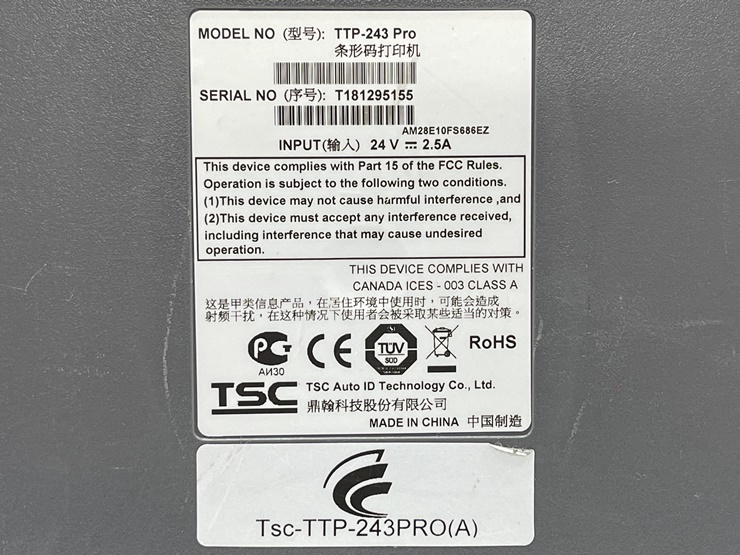 MODEL NO (型号): TTP-243 Pro
条形码打印机
SERIAL NO (序号): T181295155
AM28E10FS686EZ
INPUT(输入) 24 V ⎓ 2.5A
This device complies with Part 15 of the FCC Rules.
Operation is subject to the following two conditions.
(1)This device may not cause harmful interference ,and
(2)This device must accept any interference received,
including interference that may cause undesired
operation.
THIS DEVICE COMPLIES WITH
CANADA ICES - 003 CLASS A
这是甲类信息产品，在居住环境中使用时，可能会造成
射频干扰，在这种情况下使用者会被采取某些适当的对策。
PG CE TÜV SÜD RoHS
АИ30
TSC TSC Auto ID Technology Co., Ltd.
鼎翰科技股份有限公司
MADE IN CHINA 中国制造
Tsc-TTP-243PRO(A)